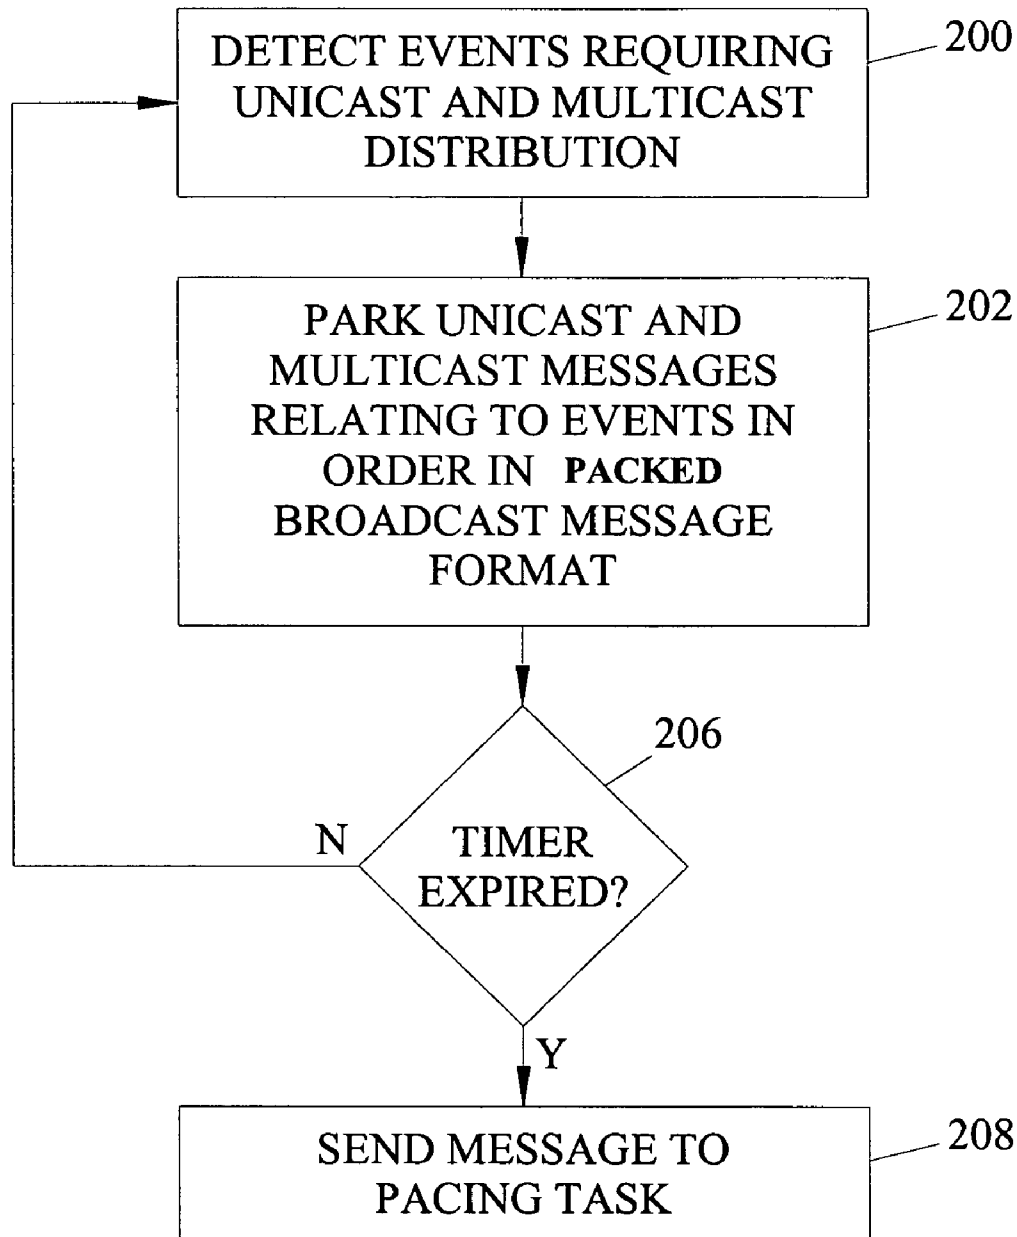 DETECT EVENTS REQUIRING
UNICAST AND MULTICAST
DISTRIBUTION
200
PARK UNICAST AND
MULTICAST MESSAGES
RELATING TO EVENTS IN
ORDER IN PACKED
BROADCAST MESSAGE
FORMAT
202
206
TIMER
EXPIRED?
N
Y
SEND MESSAGE TO
PACING TASK
208